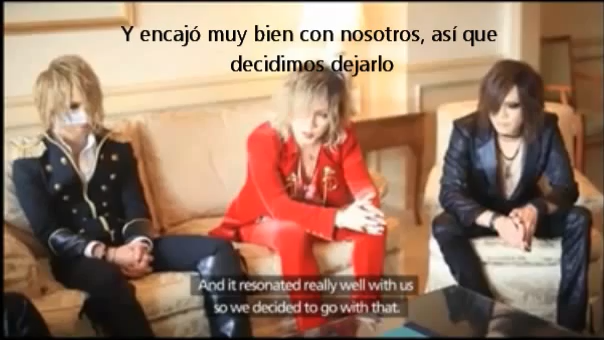 Y encajó muy bien con nosotros, así que
decidimos dejarlo
And it resonated really well with us
so we decided to go with that.